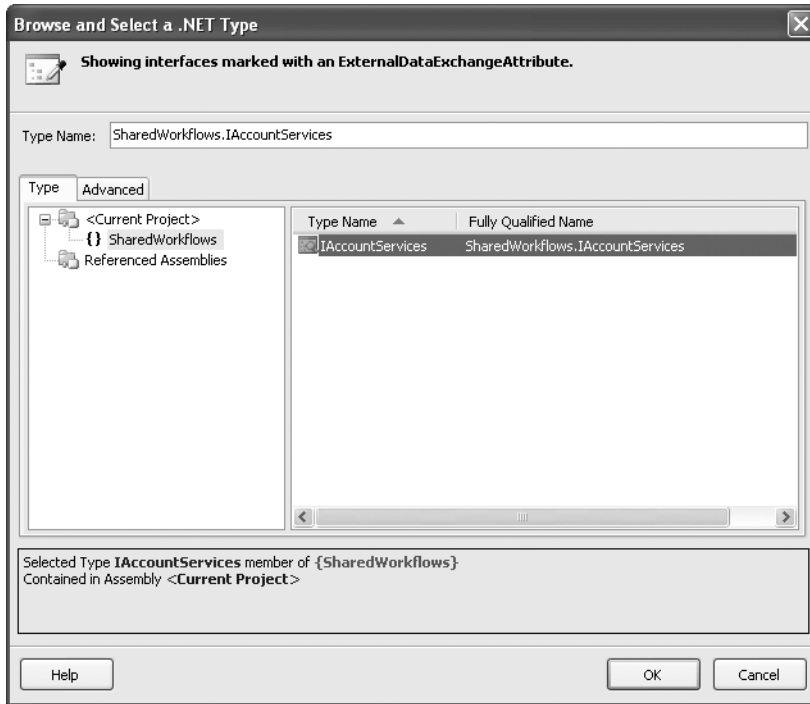 Browse and Select a .NET Type
Showing interfaces marked with an ExternalDataExchangeAttribute.
Type Name: SharedWorkflows.IAccountServices
Type Advanced
<Current Project>
{} SharedWorkflows
Referenced Assemblies
Type Name Fully Qualified Name
IAccountServices SharedWorkflows.IAccountServices
Selected Type IAccountServices member of {SharedWorkflows}
Contained in Assembly <Current Project>
Help OK Cancel